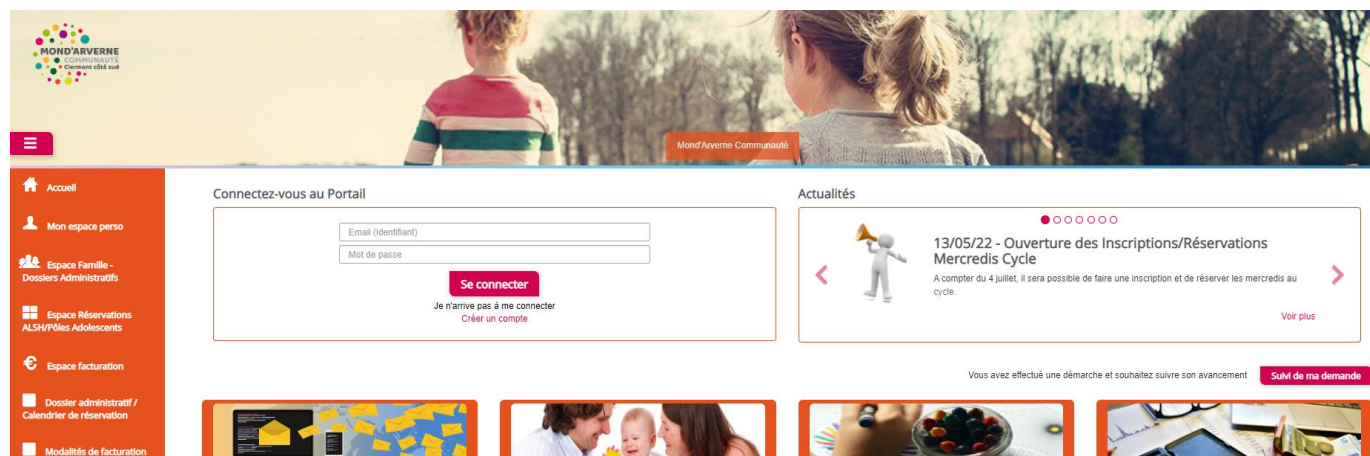 MOND'ARVERNE
COMMUNAUTÉ
Clermont côté sud
Mond'Arverne Communauté
Accueil
Mon espace perso
Espace Famille -
Dossiers Administratifs
Espace Réservations
ALSH/Pôles Adolescents
Espace facturation
Dossier administratif /
Calendrier de réservation
Modalités de facturation
Connectez-vous au Portail
Email (identifiant)
Mot de passe
Se connecter
Je n'arrive pas à me connecter
Créer un compte
Actualités
13/05/22 - Ouverture des Inscriptions/Réservations
Mercredis Cycle
A compter du 4 juillet, il sera possible de faire une inscription et de réserver les mercredis au
cycle.
Voir plus
Vous avez effectué une démarche et souhaitez suivre son avancement
Suivi de ma demande